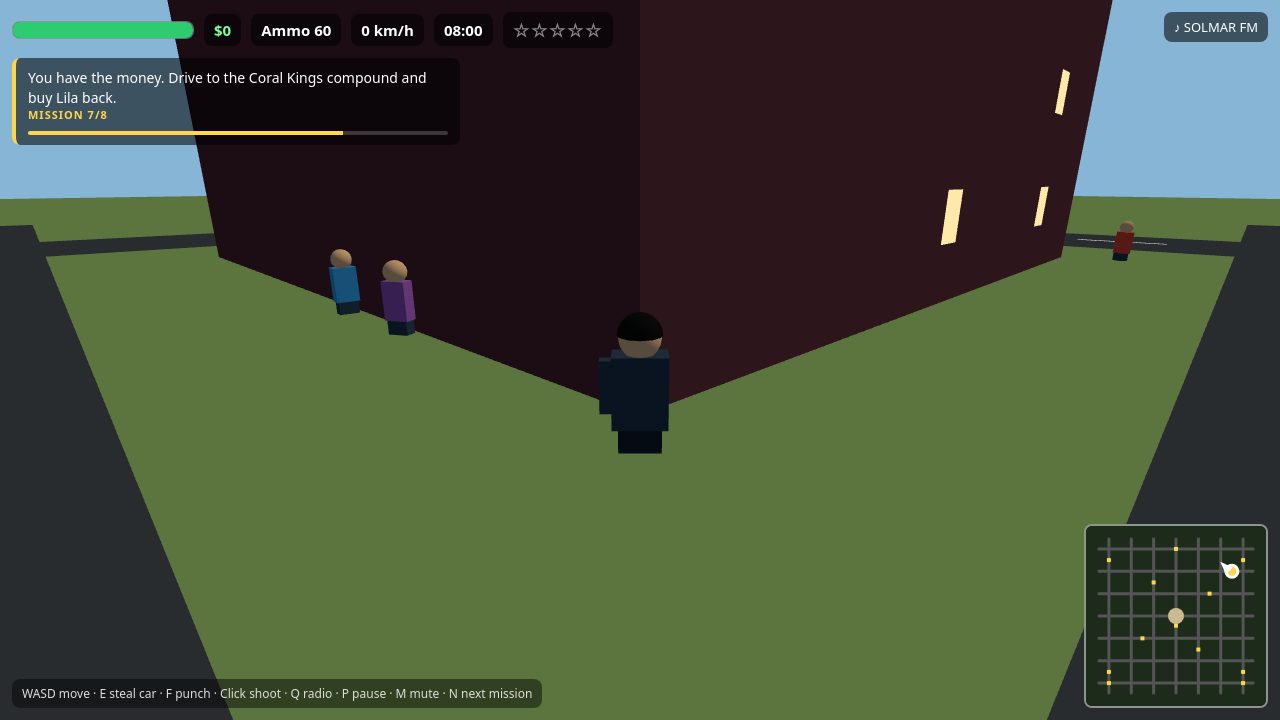 $0
Ammo 60
0 km/h
08:00
☆☆☆☆☆
♪ SOLMAR FM
You have the money. Drive to the Coral Kings compound and
buy Lila back.
MISSION 7/8
WASD move · E steal car · F punch · Click shoot · Q radio · P pause · M mute · N next mission